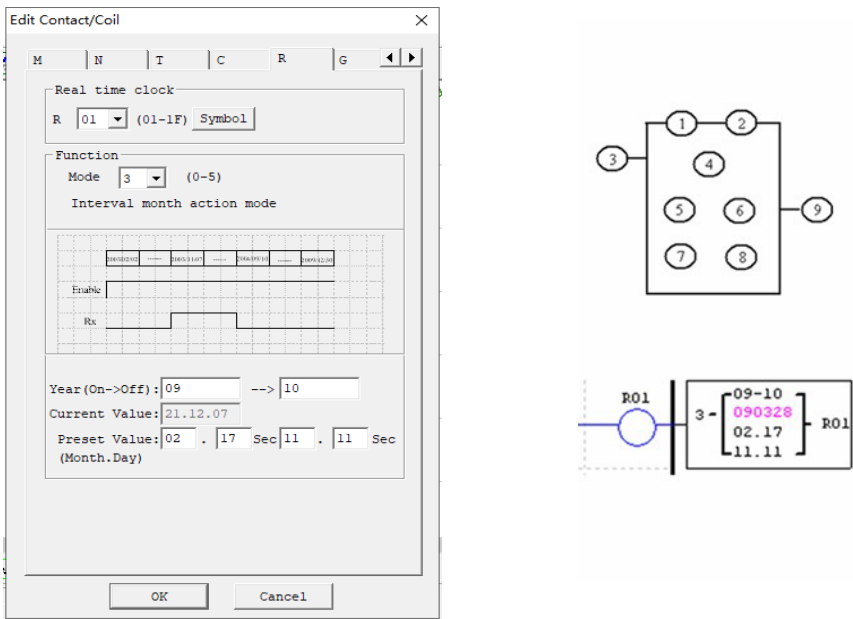 Edit Contact/Coil
M N T C R G
Real time clock
R 01 (01-1F) Symbol
Function
Mode 3 (0-5)
Interval month action mode
Enable
Rx
Year(On->Off): 09 --> 10
Current Value: 21.12.07
Preset Value: 02 . 17 Sec 11 . 11 Sec
(Month.Day)
OK Cancel
1 2
3
4
5 6 9
7 8
R01
3
09-10
090328
02.17
11.11
R01